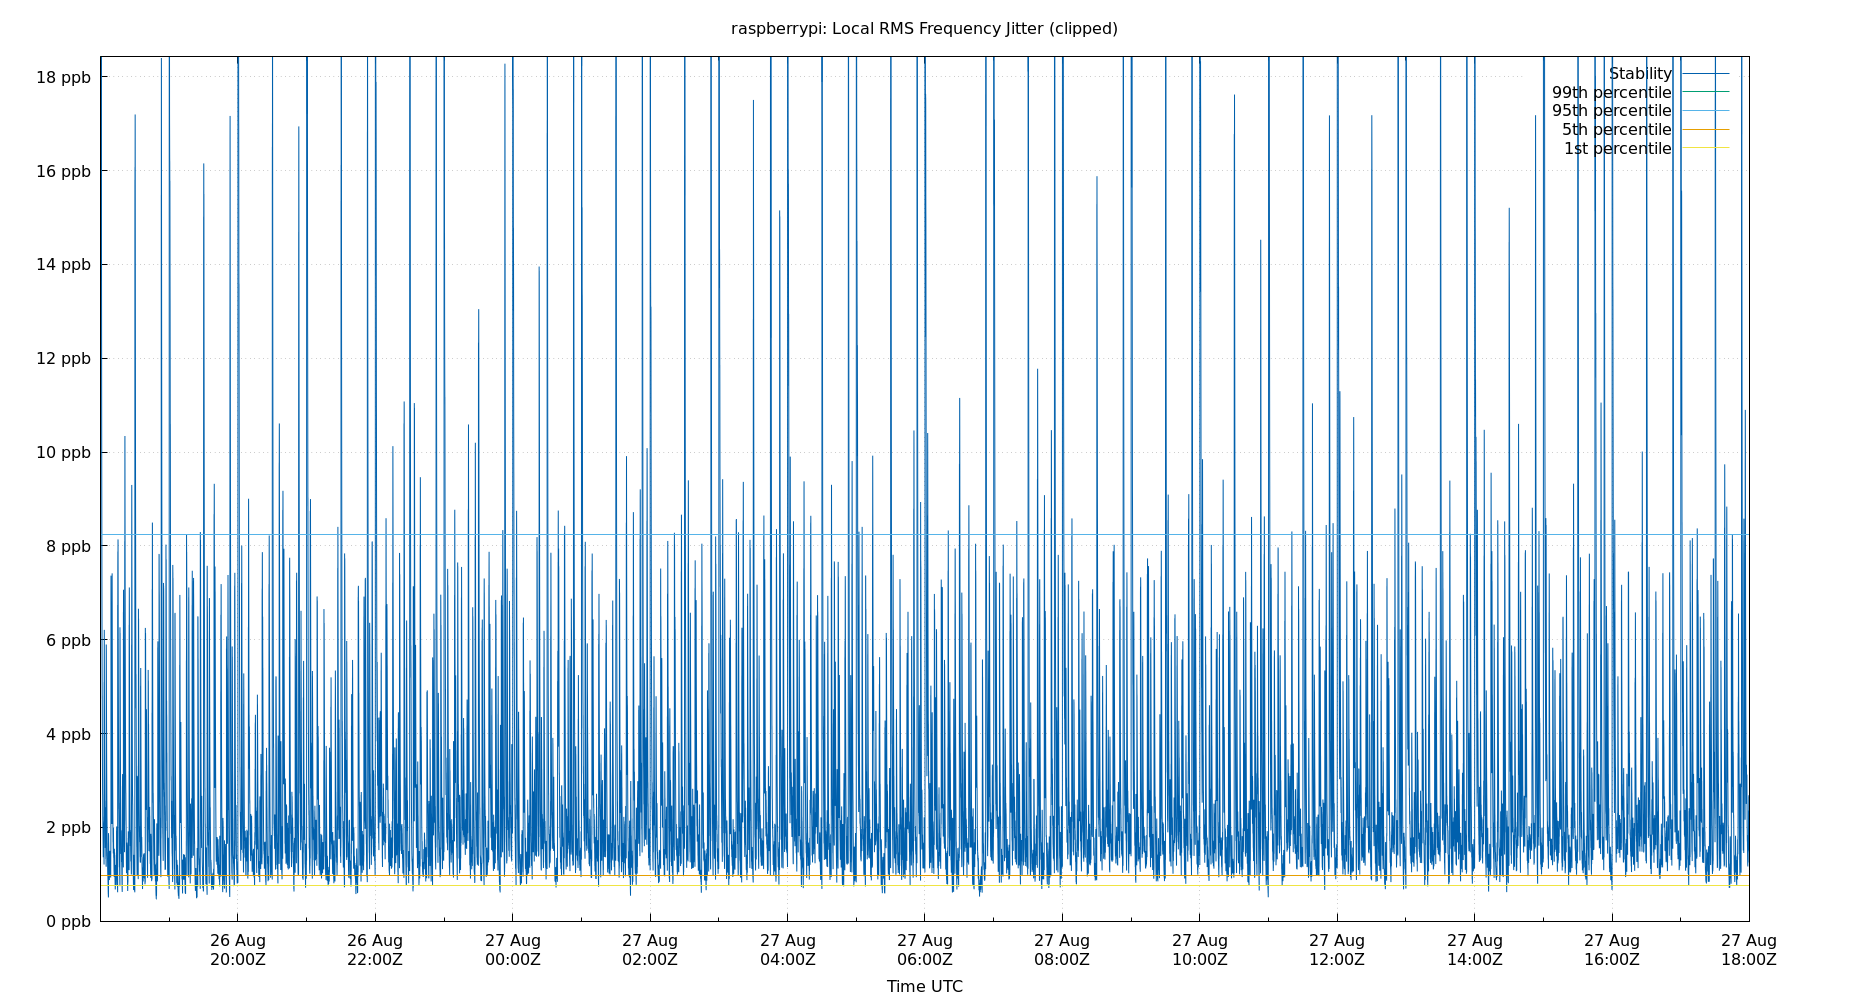 raspberrypi: Local RMS Frequency Jitter (clipped)
18 ppb
16 ppb
14 ppb
12 ppb
10 ppb
8 ppb
6 ppb
4 ppb
2 ppb
0 ppb
Stability
99th percentile
95th percentile
5th percentile
1st percentile
26 Aug 26 Aug 27 Aug 27 Aug 27 Aug 27 Aug 27 Aug 27 Aug 27 Aug 27 Aug 27 Aug 27 Aug
20:00Z 22:00Z 00:00Z 02:00Z 04:00Z 06:00Z 08:00Z 10:00Z 12:00Z 14:00Z 16:00Z 18:00Z
Time UTC